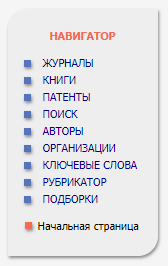 НАВИГАТОР
ЖУРНАЛЫ
КНИГИ
ПАТЕНТЫ
ПОИСК
АВТОРЫ
ОРГАНИЗАЦИИ
КЛЮЧЕВЫЕ СЛОВА
РУБРИКАТОР
ПОДБОРКИ
Начальная страница